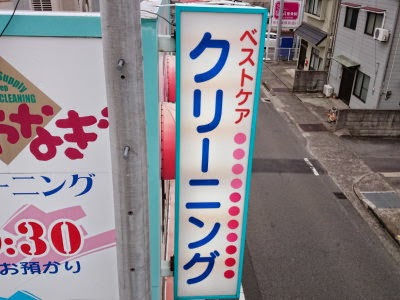 ベストケア
クリーニング
Supply
CLEANING
なぎ
ーニング
:30
お預かり